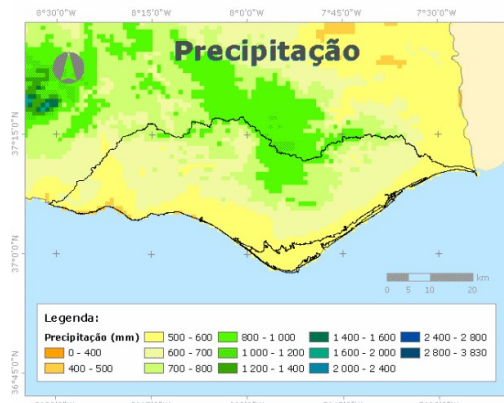 8°30'0"W 8°15'0"W 8°0'0"W 7°45'0"W 7°30'0"W
Precipitação
37°15'0"N
37°0'0"N
36°45'0"N
km
0 5 10 20
Legenda:
Precipitação (mm)
0 - 400
400 - 500
500 - 600
600 - 700
700 - 800
800 - 1 000
1 000 - 1 200
1 200 - 1 400
1 400 - 1 600
1 600 - 2 000
2 000 - 2 400
2 400 - 2 800
2 800 - 3 830